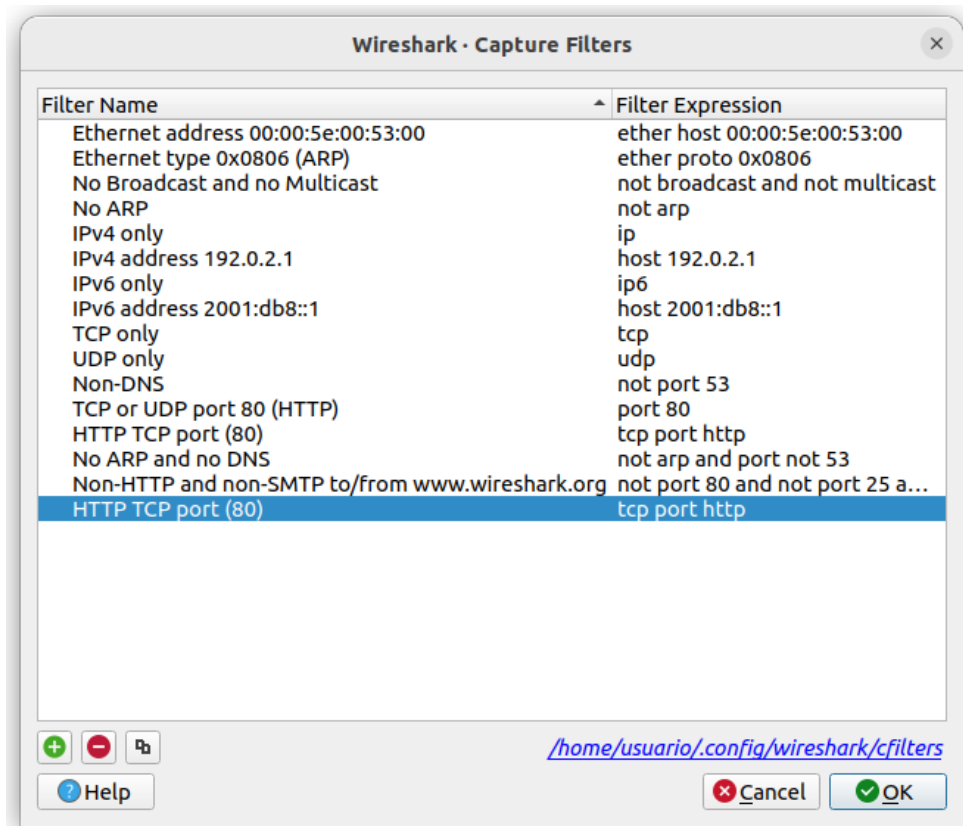 Wireshark · Capture Filters
Filter Name Filter Expression
Ethernet address 00:00:5e:00:53:00 ether host 00:00:5e:00:53:00
Ethernet type 0x0806 (ARP) ether proto 0x0806
No Broadcast and no Multicast not broadcast and not multicast
No ARP not arp
IPv4 only ip
IPv4 address 192.0.2.1 host 192.0.2.1
IPv6 only ip6
IPv6 address 2001:db8::1 host 2001:db8::1
TCP only tcp
UDP only udp
Non-DNS not port 53
TCP or UDP port 80 (HTTP) port 80
HTTP TCP port (80) tcp port http
No ARP and no DNS not arp and port not 53
Non-HTTP and non-SMTP to/from www.wireshark.org not port 80 and not port 25 a...
HTTP TCP port (80) tcp port http
/home/usuario/.config/wireshark/cfilters
Help Cancel OK